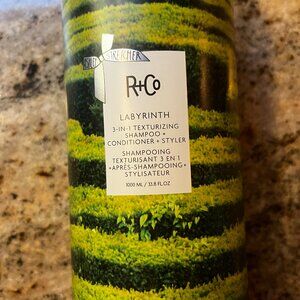 R+Co
LABYRINTH
3-IN-1 TEXTURIZING
SHAMPOO +
CONDITIONER + STYLER
SHAMPOOING
TEXTURISANT 3 EN 1
+APRÈS-SHAMPOOING+
STYLISATEUR
1000 ML / 33.8 FL.OZ